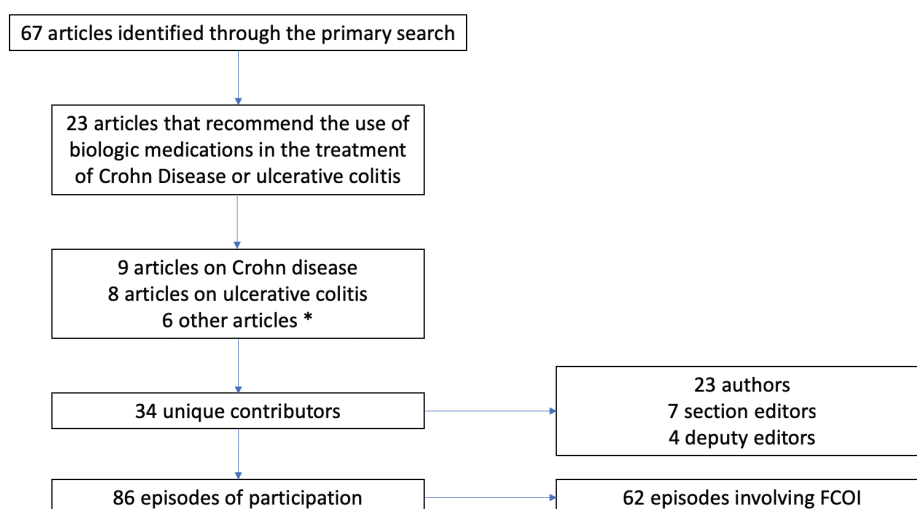 67 articles identified through the primary search
23 articles that recommend the use of
biologic medications in the treatment
of Crohn Disease or ulcerative colitis
9 articles on Crohn disease
8 articles on ulcerative colitis
6 other articles *
34 unique contributors
23 authors
7 section editors
4 deputy editors
86 episodes of participation
62 episodes involving FCOI